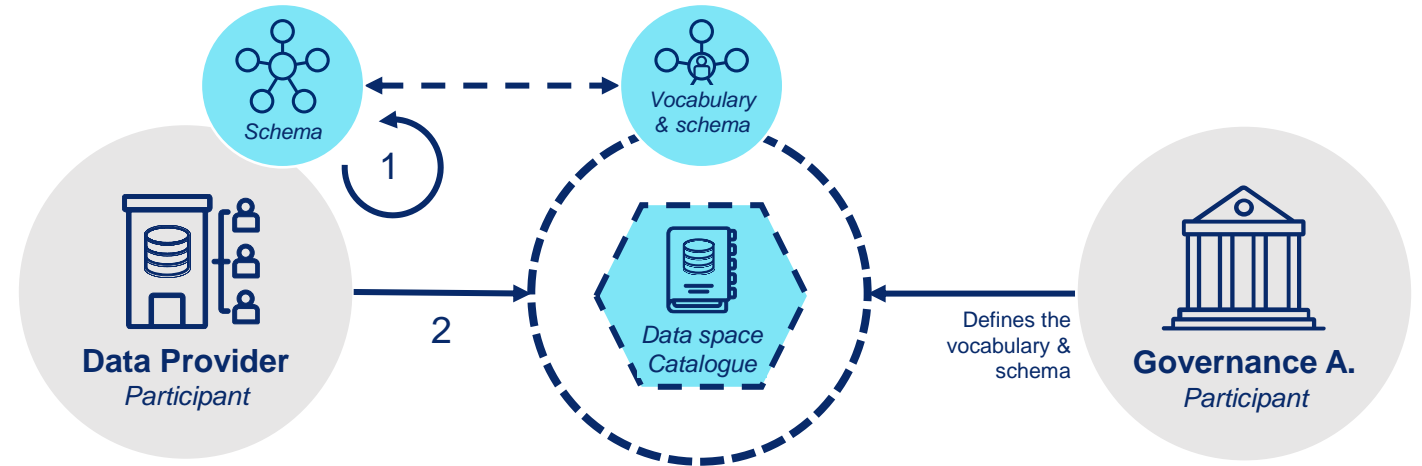 Schema
Vocabulary
& schema
1
Data Provider
Participant
2
Data space
Catalogue
Defines the
vocabulary &
schema
Governance A.
Participant